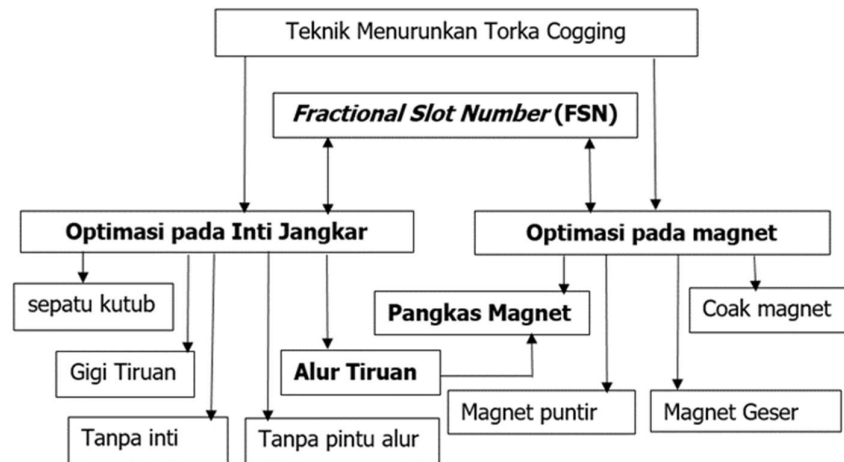 Teknik Menurunkan Torka Cogging
Fractional Slot Number (FSN)
Optimasi pada Inti Jangkar
Optimasi pada magnet
sepatu kutub
Pangkas Magnet
Coak magnet
Gigi Tiruan
Alur Tiruan
Magnet puntir
Magnet Geser
Tanpa inti
Tanpa pintu alur